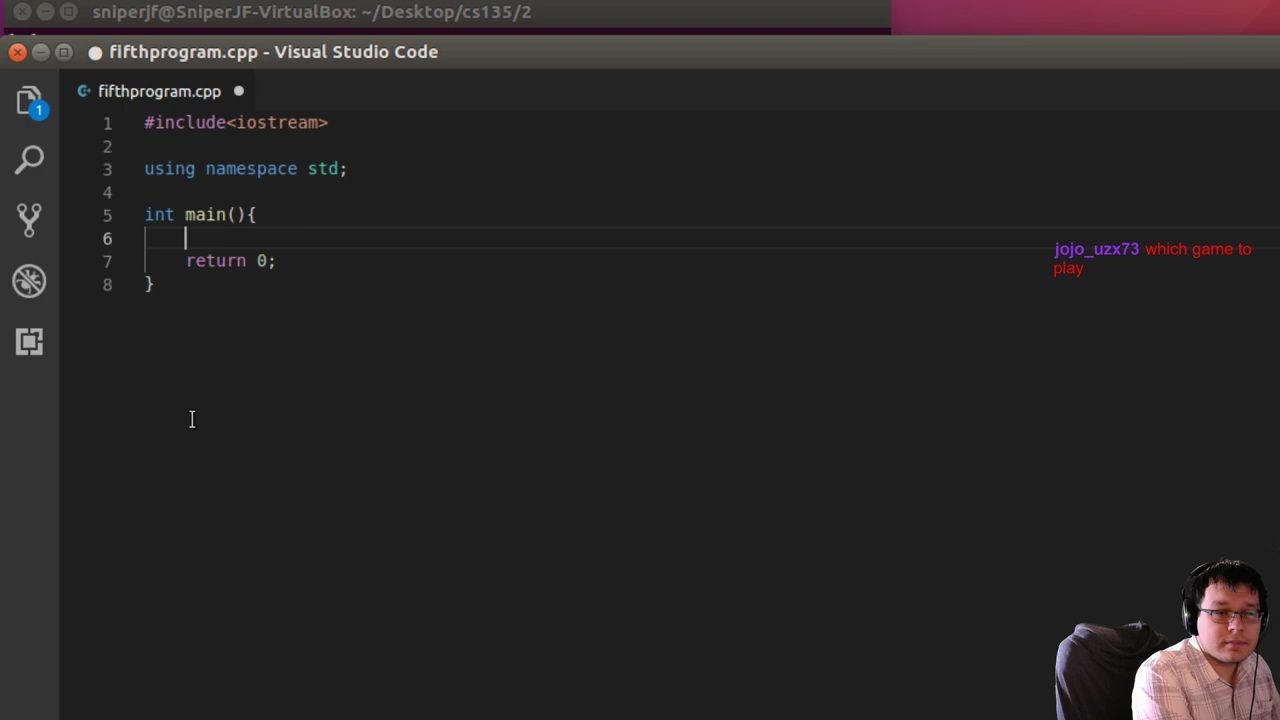 sniperjf@SniperJF-VirtualBox: ~/Desktop/cs135/2
fifthprogram.cpp - Visual Studio Code
fifthprogram.cpp
1
1 #include<iostream>
2
3 using namespace std;
4
5 int main(){
6
7 return 0;
8 }
jojo_uzx73 which game to
play